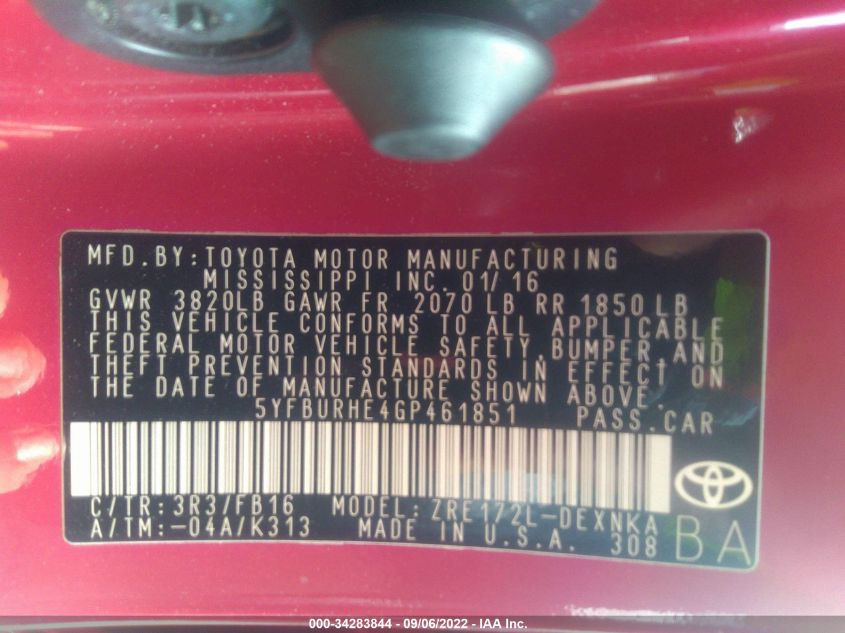 MFD.BY:TOYOTA MOTOR MANUFACTURING
MISSISSIPPI INC. 01/16
GVWR 3820LB GAWR FR 2070 LB RR 1850 LB
THIS VEHICLE CONFORMS TO ALL APPLICABLE
FEDERAL MOTOR VEHICLE SAFETY,BUMPER,AND
THEFT PREVENTION STANDARDS IN EFFECT ON
THE DATE OF MANUFACTURE SHOWN ABOVE.
5YFBURHE4GP461851 PASS.CAR
C/TR:3R3/FB16 MODEL:ZRE172L-DEXNKA
A/TM:-04A/K313 MADE IN U.S.A. 308 BA
000-34283844 - 09/06/2022 - IAA Inc.